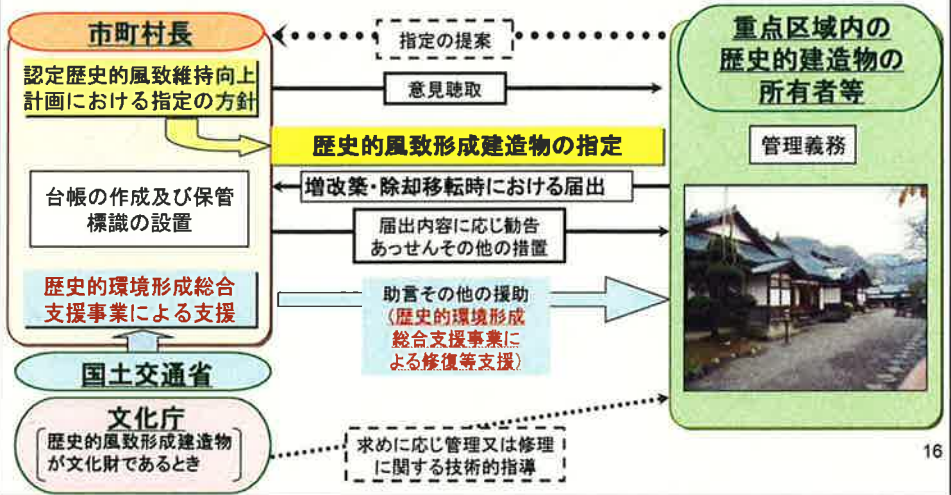 市町村長
認定歴史的風致維持向上
計画における指定の方針
台帳の作成及び保管
標識の設置
歴史的環境形成総合
支援事業による支援
国土交通省
文化庁
歴史的風致形成建造物
が文化財であるとき
指定の提案
意見聴取
歴史的風致形成建造物の指定
増改築・除却移転時における届出
届出内容に応じ勧告
あっせんその他の措置
助言その他の援助
(歴史的環境形成
総合支援事業に
よる修復等支援)
求めに応じ管理又は修理
に関する技術的指導
重点区域内の
歴史的建造物の
所有者等
管理義務
16